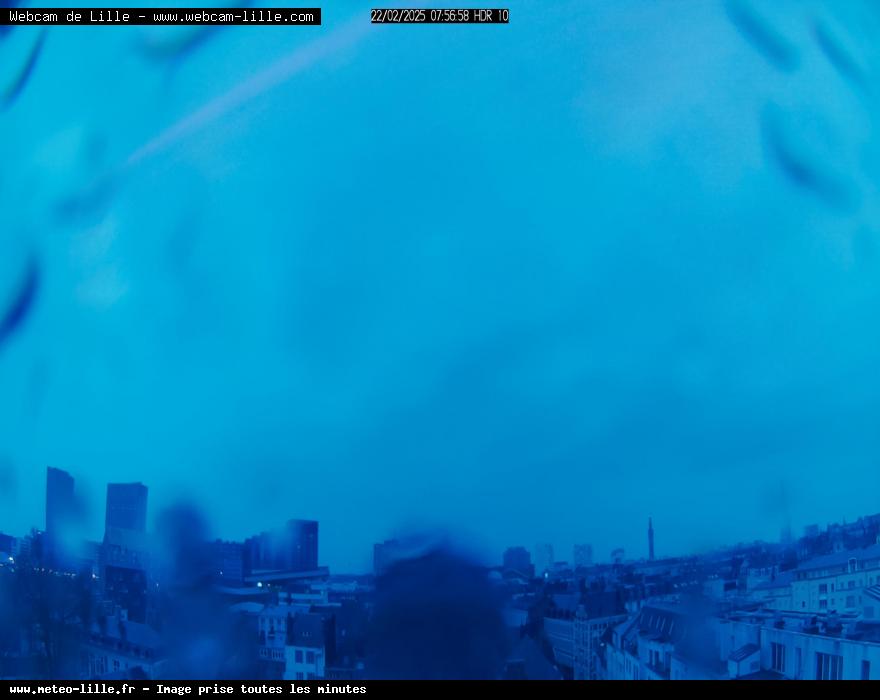 Webcam de Lille - www.webcam-lille.com
22/02/2025 07:56:58 HDR 10
www.meteo-lille.fr - Image prise toutes les minutes